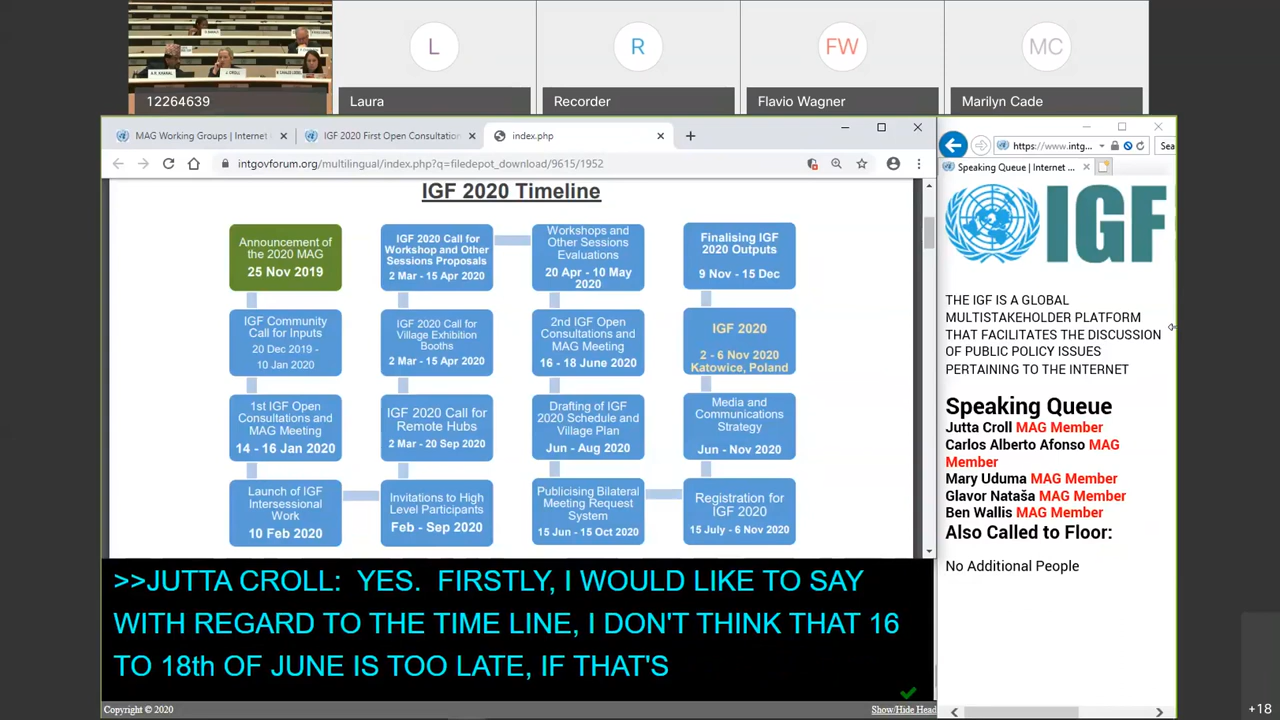 A.R. KASNAL
J. CROLL
L
R
FW
MC
12264639
Laura
Recorder
Flavio Wagner
Marilyn Cade
MAG Working Groups | Internet
IGF 2020 First Open Consultation
index.php
intgovforum.org/multilingual/index.php?q=filedepot_download/9615/1952
IGF 2020 Timeline
Announcement of
the 2020 MAG
25 Nov 2019
IGF Community
Call for Inputs
20 Dec 2019 -
10 Jan 2020
1st IGF Open
Consultations and
MAG Meeting
14 - 16 Jan 2020
Launch of IGF
Intersessional
Work
10 Feb 2020
IGF 2020 Call for
Workshop and Other
Sessions Proposals
2 Mar - 15 Apr 2020
IGF 2020 Call for
Village Exhibition
Booths
2 Mar - 15 Apr 2020
IGF 2020 Call for
Remote Hubs
2 Mar - 20 Sep 2020
Invitations to High
Level Participants
Feb - Sep 2020
Workshops and
Other Sessions
Evaluations
20 Apr - 10 May
2020
2nd IGF Open
Consultations and
MAG Meeting
16 - 18 June 2020
Drafting of IGF
2020 Schedule and
Village Plan
Jun - Aug 2020
Publicising Bilateral
Meeting Request
System
15 Jun - 15 Oct 2020
Finalising IGF
2020 Outputs
9 Nov - 15 Dec
IGF 2020
2 - 6 Nov 2020
Katowice, Poland
Media and
Communications
Strategy
Jun - Nov 2020
Registration for
IGF 2020
15 July - 6 Nov 2020
https://www.intg...
Sea
Speaking Queue | Internet ...
IGF
THE IGF IS A GLOBAL
MULTISTAKEHOLDER PLATFORM
THAT FACILITATES THE DISCUSSION
OF PUBLIC POLICY ISSUES
PERTAINING TO THE INTERNET
Speaking Queue
Jutta Croll MAG Member
Carlos Alberto Afonso MAG
Member
Mary Uduma MAG Member
Glavor Nataša MAG Member
Ben Wallis MAG Member
Also Called to Floor:
No Additional People
>>JUTTA CROLL:  YES.  FIRSTLY, I WOULD LIKE TO SAY
WITH REGARD TO THE TIME LINE, I DON'T THINK THAT 16
TO 18th OF JUNE IS TOO LATE, IF THAT'S
Copyright © 2020
Show/Hide Head
+18